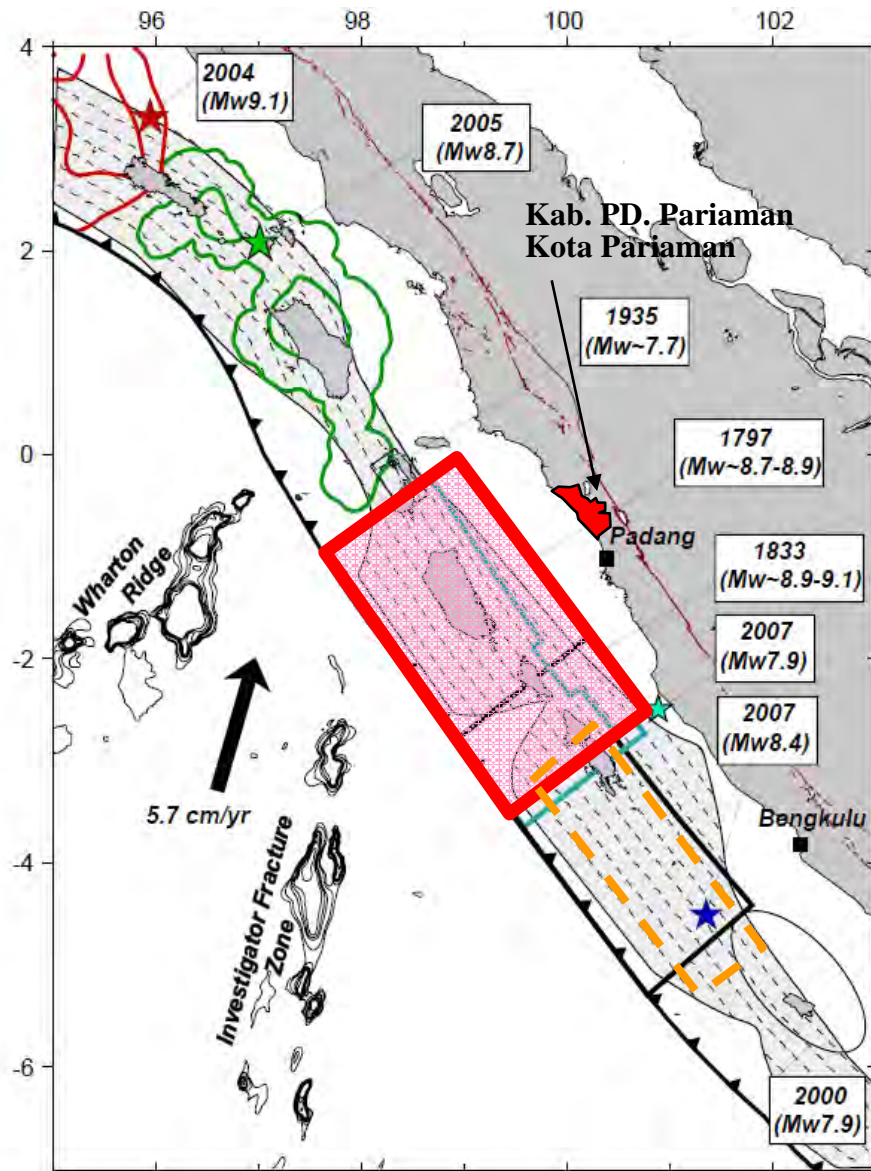 96 98 100 102
4
2004
(Mw9.1)
2005
(Mw8.7)
Kab. PD. Pariaman
Kota Pariaman
2
1935
(Mw~7.7)
0
1797
(Mw~8.7-8.9)
Padang
Wharton
Ridge
1833
(Mw~8.9-9.1)
-2
2007
(Mw7.9)
2007
(Mw8.4)
5.7 cm/yr
Bengkulu
-4
Investigator Fracture
Zone
-6
2000
(Mw7.9)